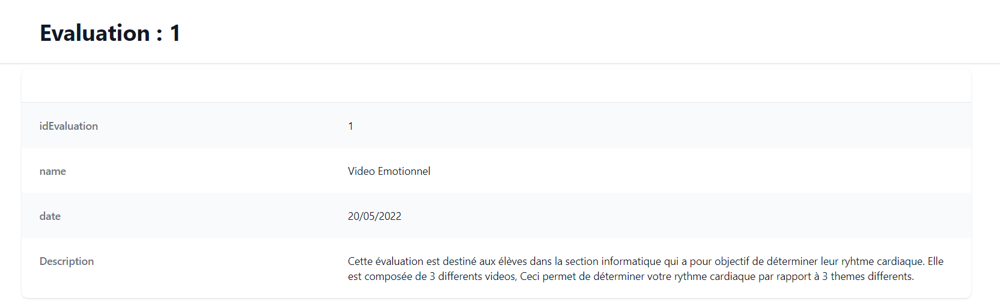 Evaluation : 1
idEvaluation 1
name Video Emotionnel
date 20/05/2022
Description Cette évaluation est destiné aux élèves dans la section informatique qui a pour objectif de déterminer leur ryhtme cardiaque. Elle
est composée de 3 differents videos, Ceci permet de déterminer votre rythme cardiaque par rapport à 3 themes differents.